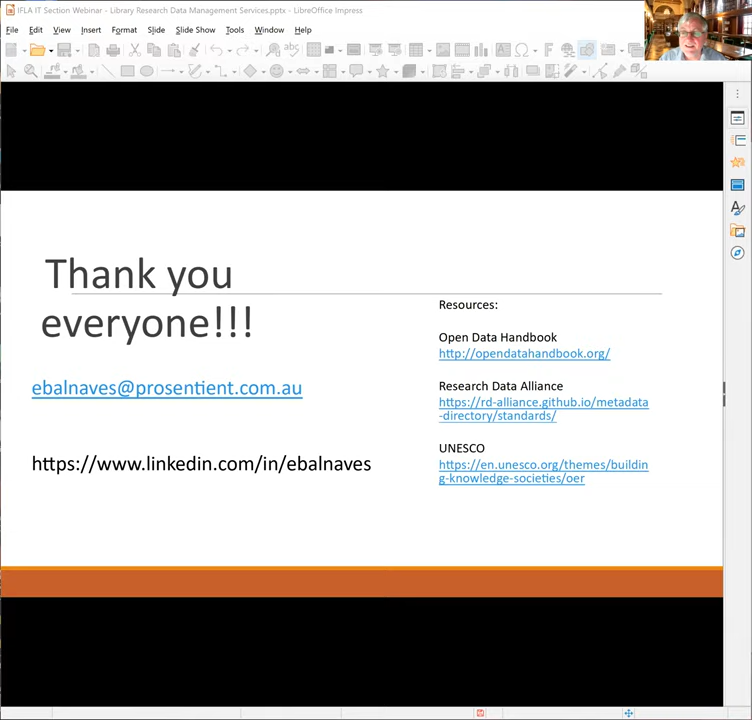 IFLA IT Section Webinar - Library Research Data Management Services.pptx - LibreOffice Impress
File Edit View Insert Format Slide Slide Show Tools Window Help
Thank you
everyone!!!
ebalnaves@prosentient.com.au
https://www.linkedin.com/in/ebalnaves
Resources:
Open Data Handbook
http://opendatahandbook.org/
Research Data Alliance
https://rd-alliance.github.io/metadata
-directory/standards/
UNESCO
https://en.unesco.org/themes/buildin
g-knowledge-societies/oer